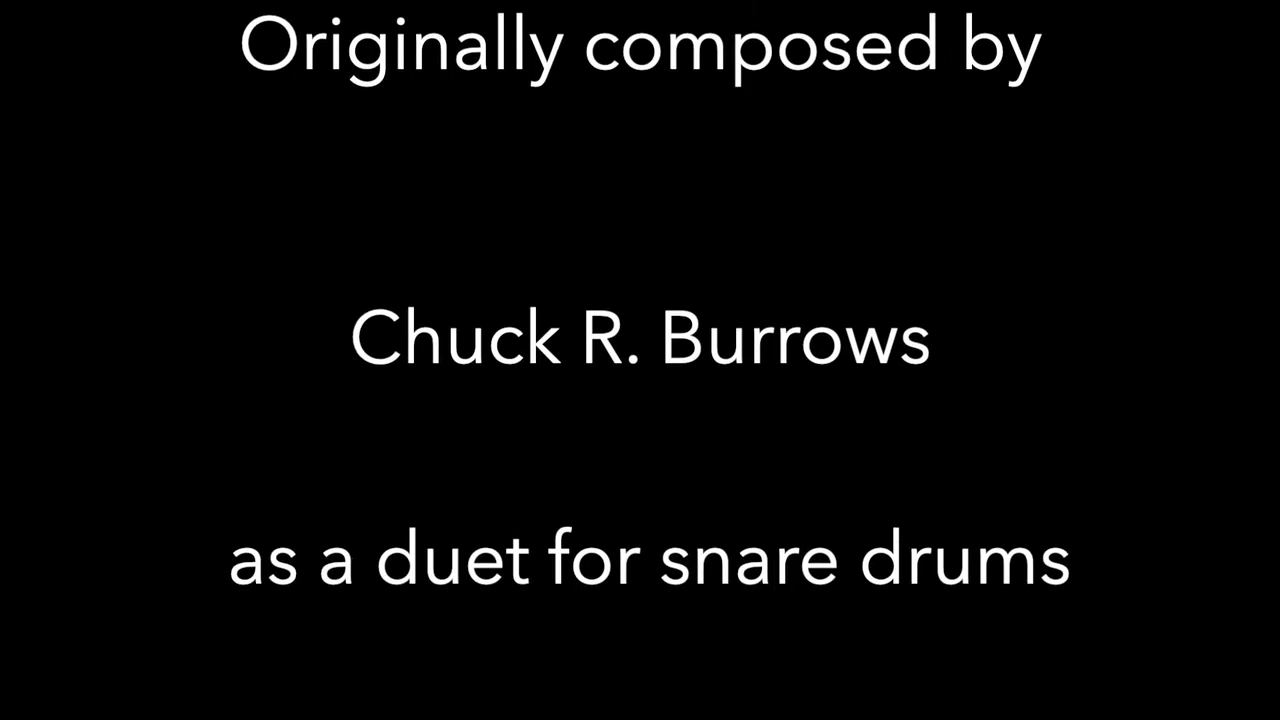 Originally composed by
Chuck R. Burrows
as a duet for snare drums